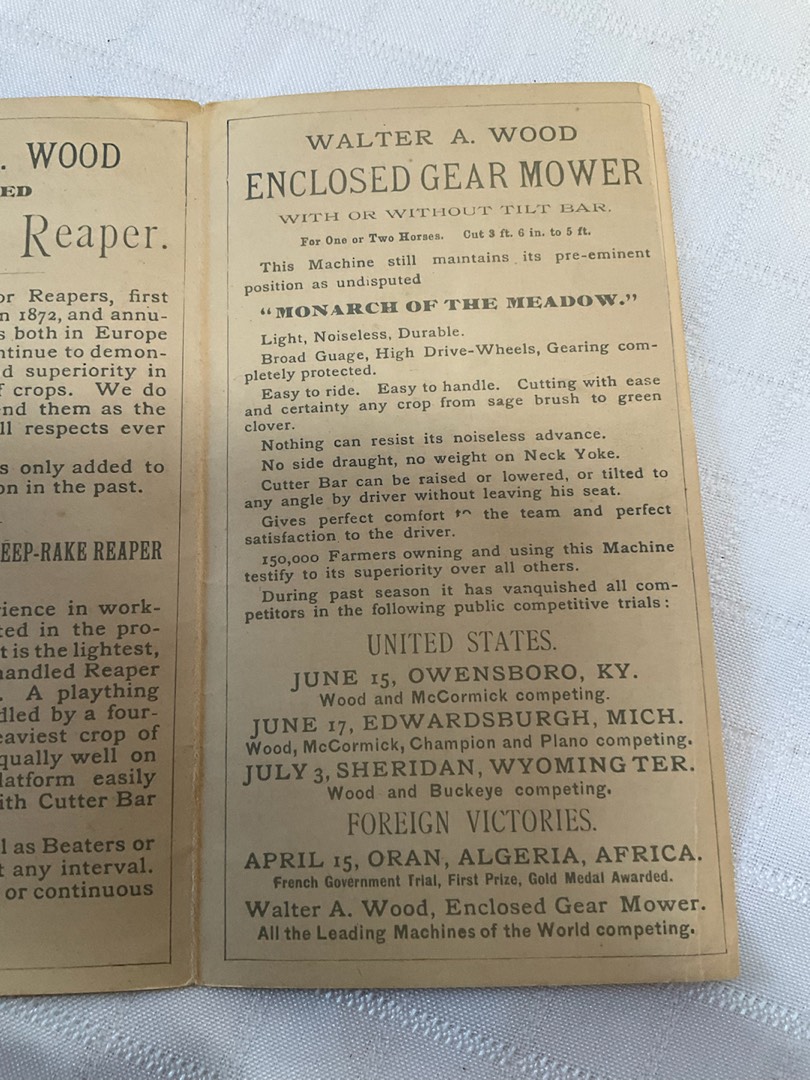 . WOOD
ED
Reaper.
or Reapers, first
n 1872, and annu-
s both in Europe
ntinue to demon-
d superiority in
f crops. We do
nd them as the
ll respects ever
s only added to
on in the past.
EEP-RAKE REAPER
ience in work-
ted in the pro-
t is the lightest,
handled Reaper
. A plaything
dled by a four-
eaviest crop of
qually well on
latform easily
ith Cutter Bar
l as Beaters or
t any interval.
or continuous
WALTER A. WOOD
ENCLOSED GEAR MOWER
WITH OR WITHOUT TILT BAR.
For One or Two Horses. Cut 3 ft. 6 in. to 5 ft.
This Machine still maintains its pre-eminent
position as undisputed
"MONARCH OF THE MEADOW."
Light, Noiseless, Durable.
Broad Guage, High Drive-Wheels, Gearing com-
pletely protected.
Easy to ride. Easy to handle. Cutting with ease
and certainty any crop from sage brush to green
clover.
Nothing can resist its noiseless advance.
No side draught, no weight on Neck Yoke.
Cutter Bar can be raised or lowered, or tilted to
any angle by driver without leaving his seat.
Gives perfect comfort to the team and perfect
satisfaction to the driver.
150,000 Farmers owning and using this Machine
testify to its superiority over all others.
During past season it has vanquished all com-
petitors in the following public competitive trials:
UNITED STATES.
JUNE 15, OWENSBORO, KY.
Wood and McCormick competing.
JUNE 17, EDWARDSBURGH, MICH.
Wood, McCormick, Champion and Plano competing.
JULY 3, SHERIDAN, WYOMING TER.
Wood and Buckeye competing.
FOREIGN VICTORIES.
APRIL 15, ORAN, ALGERIA, AFRICA.
French Government Trial, First Prize, Gold Medal Awarded.
Walter A. Wood, Enclosed Gear Mower.
All the Leading Machines of the World competing.